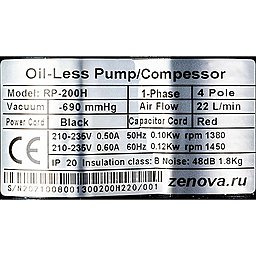 Oil-Less Pump/Compessor
Model: RP-200H 1-Phase 4 Pole
Vacuum -690 mmHg Air Flow 22 L/min
Power Cord Black Capacitor Cord Red
210-235V 0.50A 50Hz 0.10Kw rpm 1380
210-235V 0.60A 60Hz 0.12Kw rpm 1450
CE IP 20 Insulation class: B Noise: 48dB 1.8Kg
S/N2021008001300200H220/001
zenova.ru